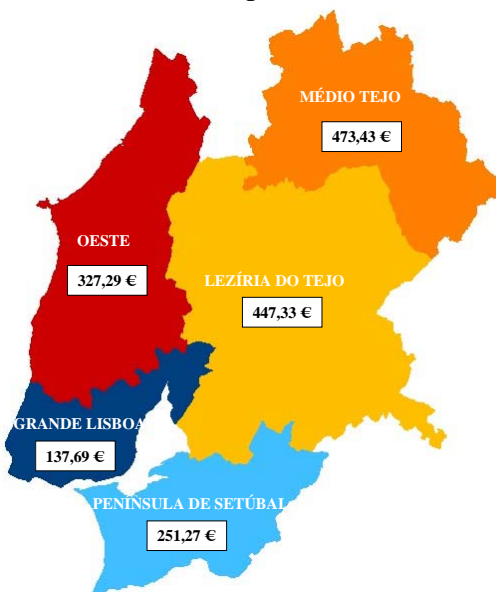 MÉDIO TEJO
473,43 €
OESTE
327,29 €
LEZÍRIA DO TEJO
447,33 €
GRANDE LISBOA
137,69 €
PENÍNSULA DE SETÚBAL
251,27 €